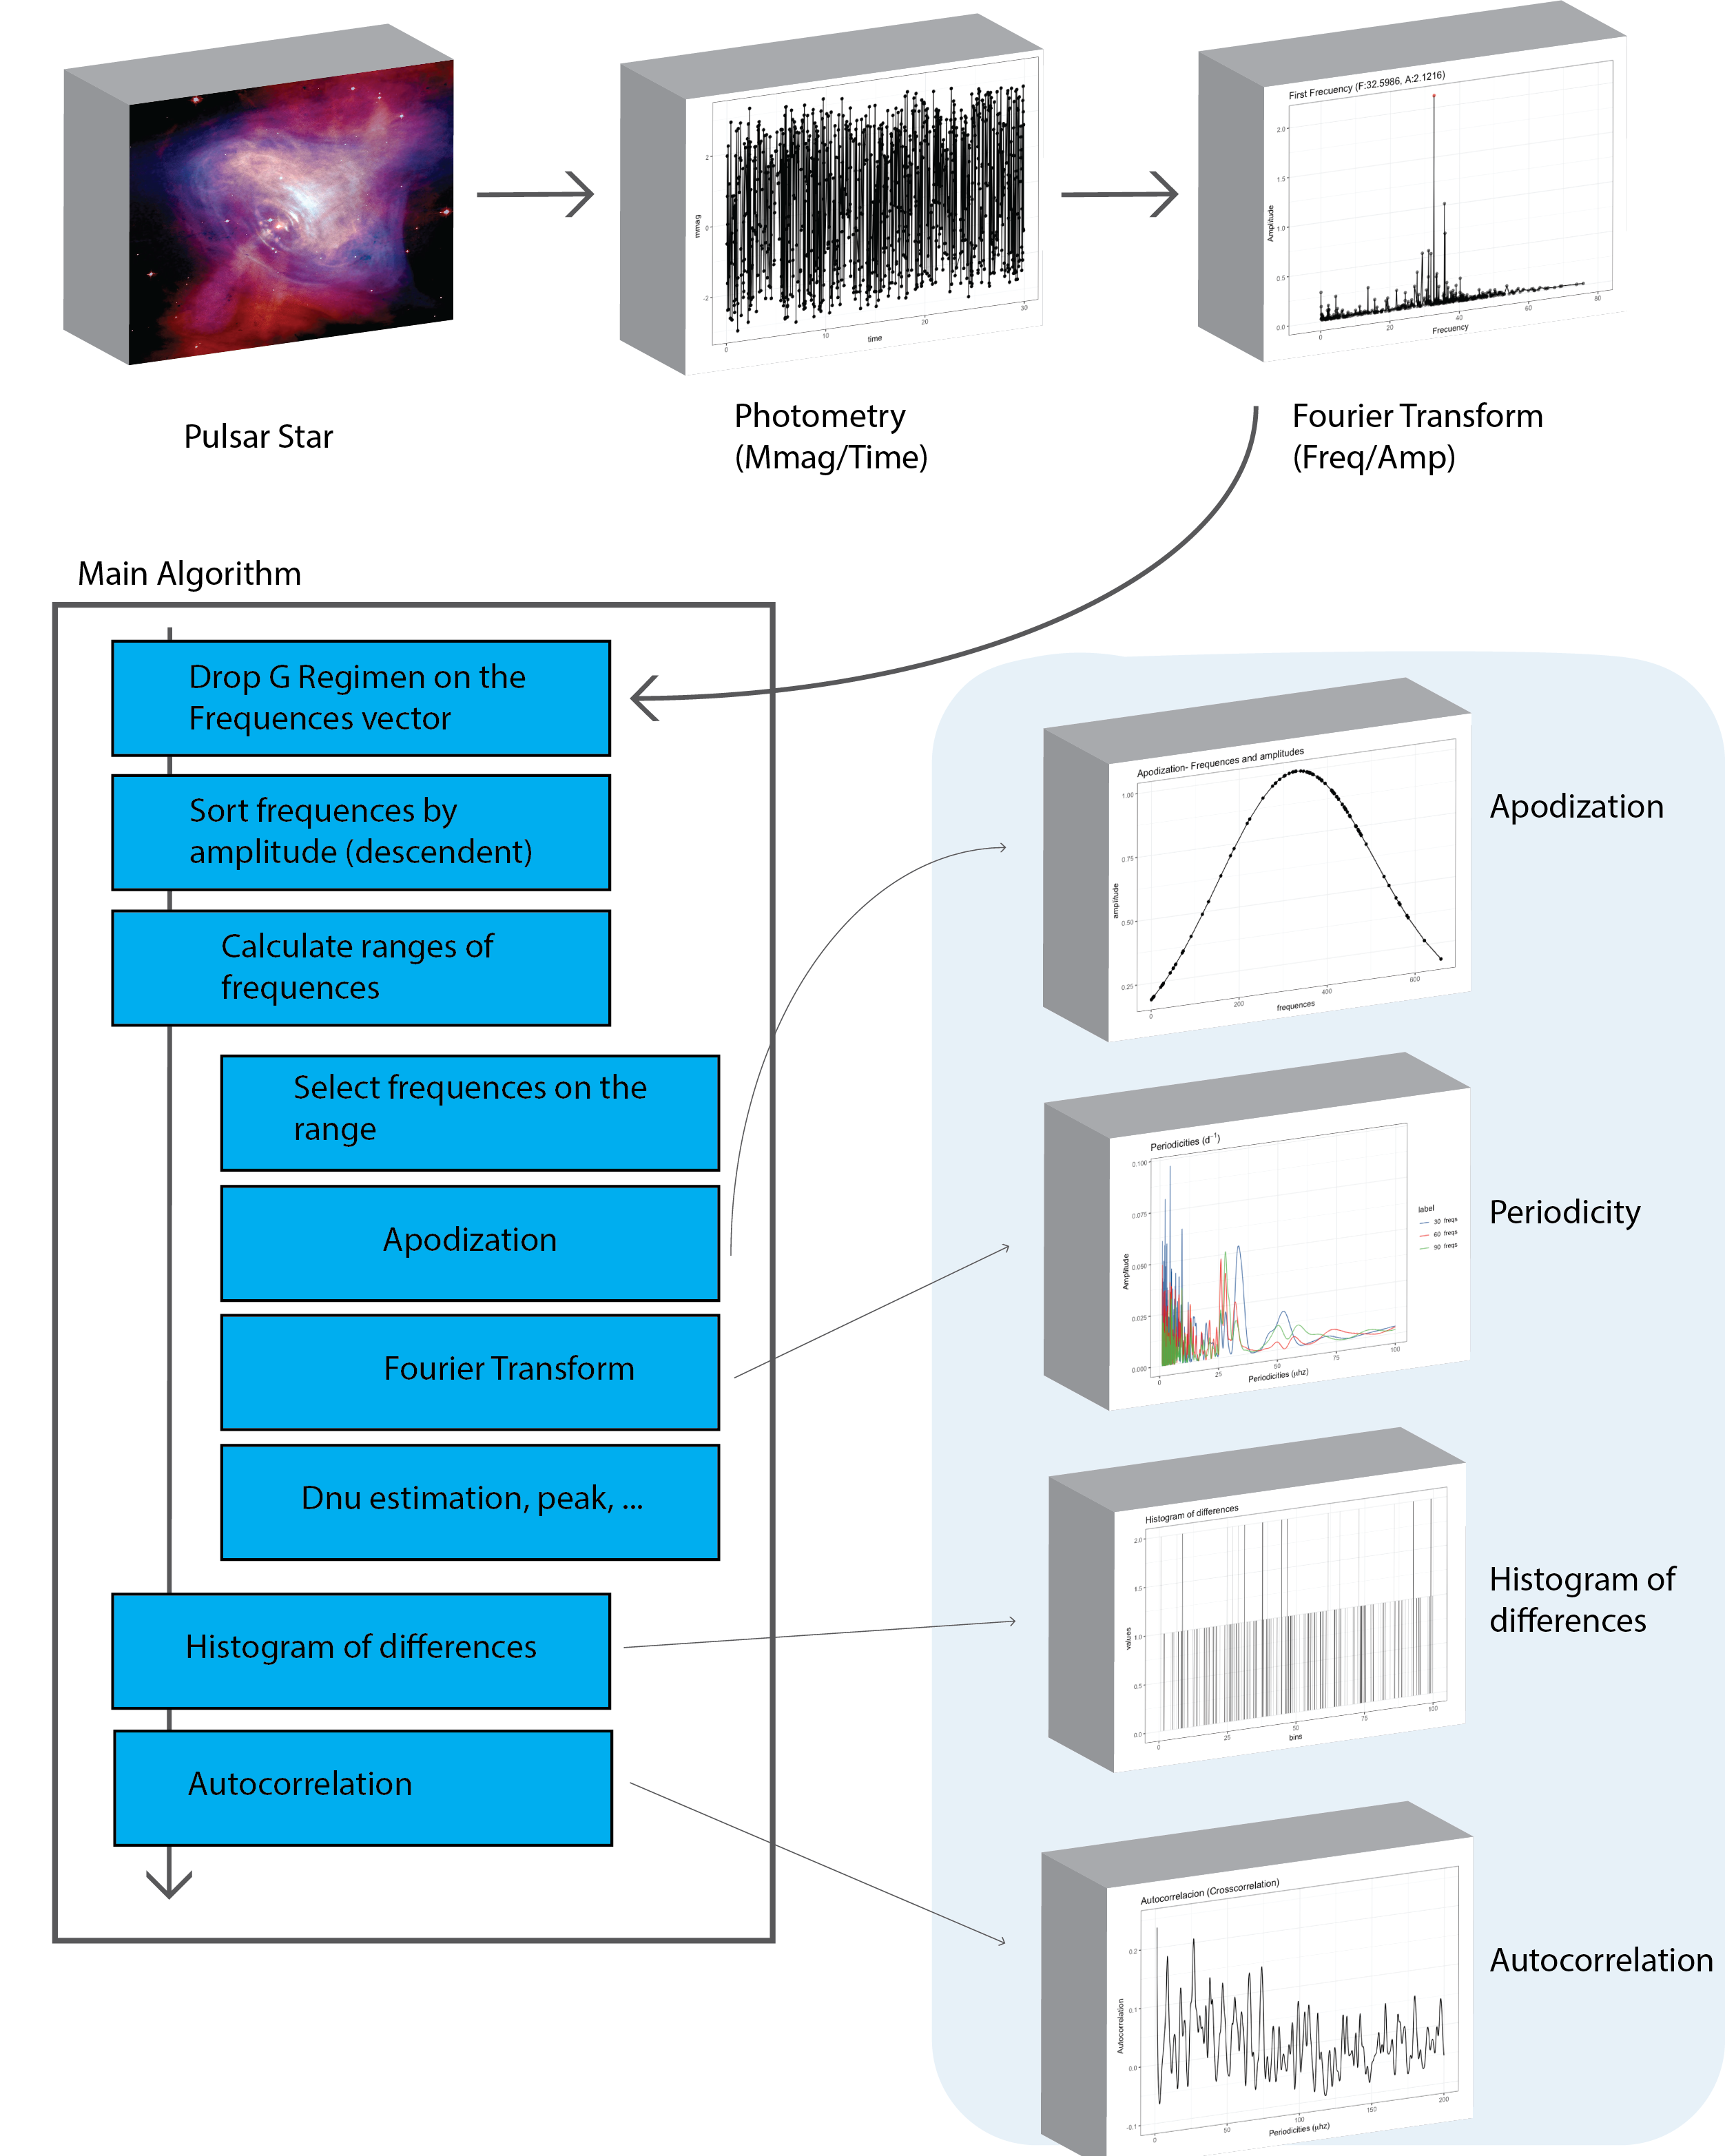 mmag
2
0
-2
0
10
20
30
time
First Frecuency (F:32.5986, A:2.1216)
Amplitude
2.0
1.5
1.0
0.5
0.0
0
20
40
60
80
Frecuency
Pulsar Star
Photometry
(Mmag/Time)
Fourier Transform
(Freq/Amp)
Main Algorithm
Drop G Regimen on the
Frequences vector
Sort frequences by
amplitude (descendent)
Calculate ranges of
frequences
Select frequences on the
range
Apodization
Fourier Transform
Dnu estimation, peak, ...
Histogram of differences
Autocorrelation
Apodization- Frequences and amplitudes
amplitude
1.00
0.75
0.50
0.25
0
200
400
600
frequences
Apodization
Periodicities (d⁻¹)
Amplitude
0.100
0.075
0.050
0.025
0.000
0
25
50
75
100
Periodicities (μhz)
label
30 freqs
60 freqs
90 freqs
Periodicity
Histogram of differences
values
2.0
1.5
1.0
0.5
0.0
0
25
50
75
100
bins
Histogram of
differences
Autocorrelacion (Crosscorrelation)
Autocorrelation
0.2
0.1
0.0
-0.1
0
50
100
150
200
Periodicities (μhz)
Autocorrelation